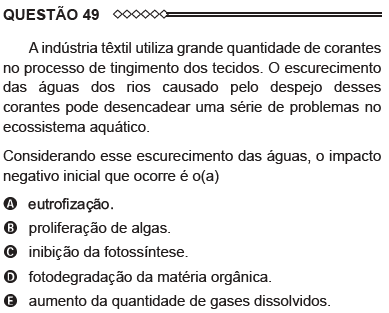 QUESTÃO 49
A indústria têxtil utiliza grande quantidade de corantes
no processo de tingimento dos tecidos. O escurecimento
das águas dos rios causado pelo despejo desses
corantes pode desencadear uma série de problemas no
ecossistema aquático.
Considerando esse escurecimento das águas, o impacto
negativo inicial que ocorre é o(a)
A eutrofização.
B proliferação de algas.
C inibição da fotossíntese.
D fotodegradação da matéria orgânica.
E aumento da quantidade de gases dissolvidos.